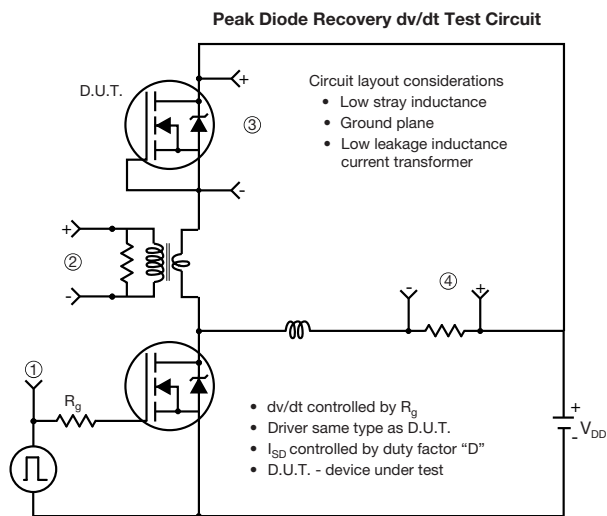 Peak Diode Recovery dv/dt Test Circuit
D.U.T.
+
③
-
Circuit layout considerations
• Low stray inductance
• Ground plane
• Low leakage inductance
current transformer
+
②
-
-
④
+
①
Rg
• dv/dt controlled by Rg
• Driver same type as D.U.T.
• ISD controlled by duty factor “D”
• D.U.T. - device under test
+
-
VDD